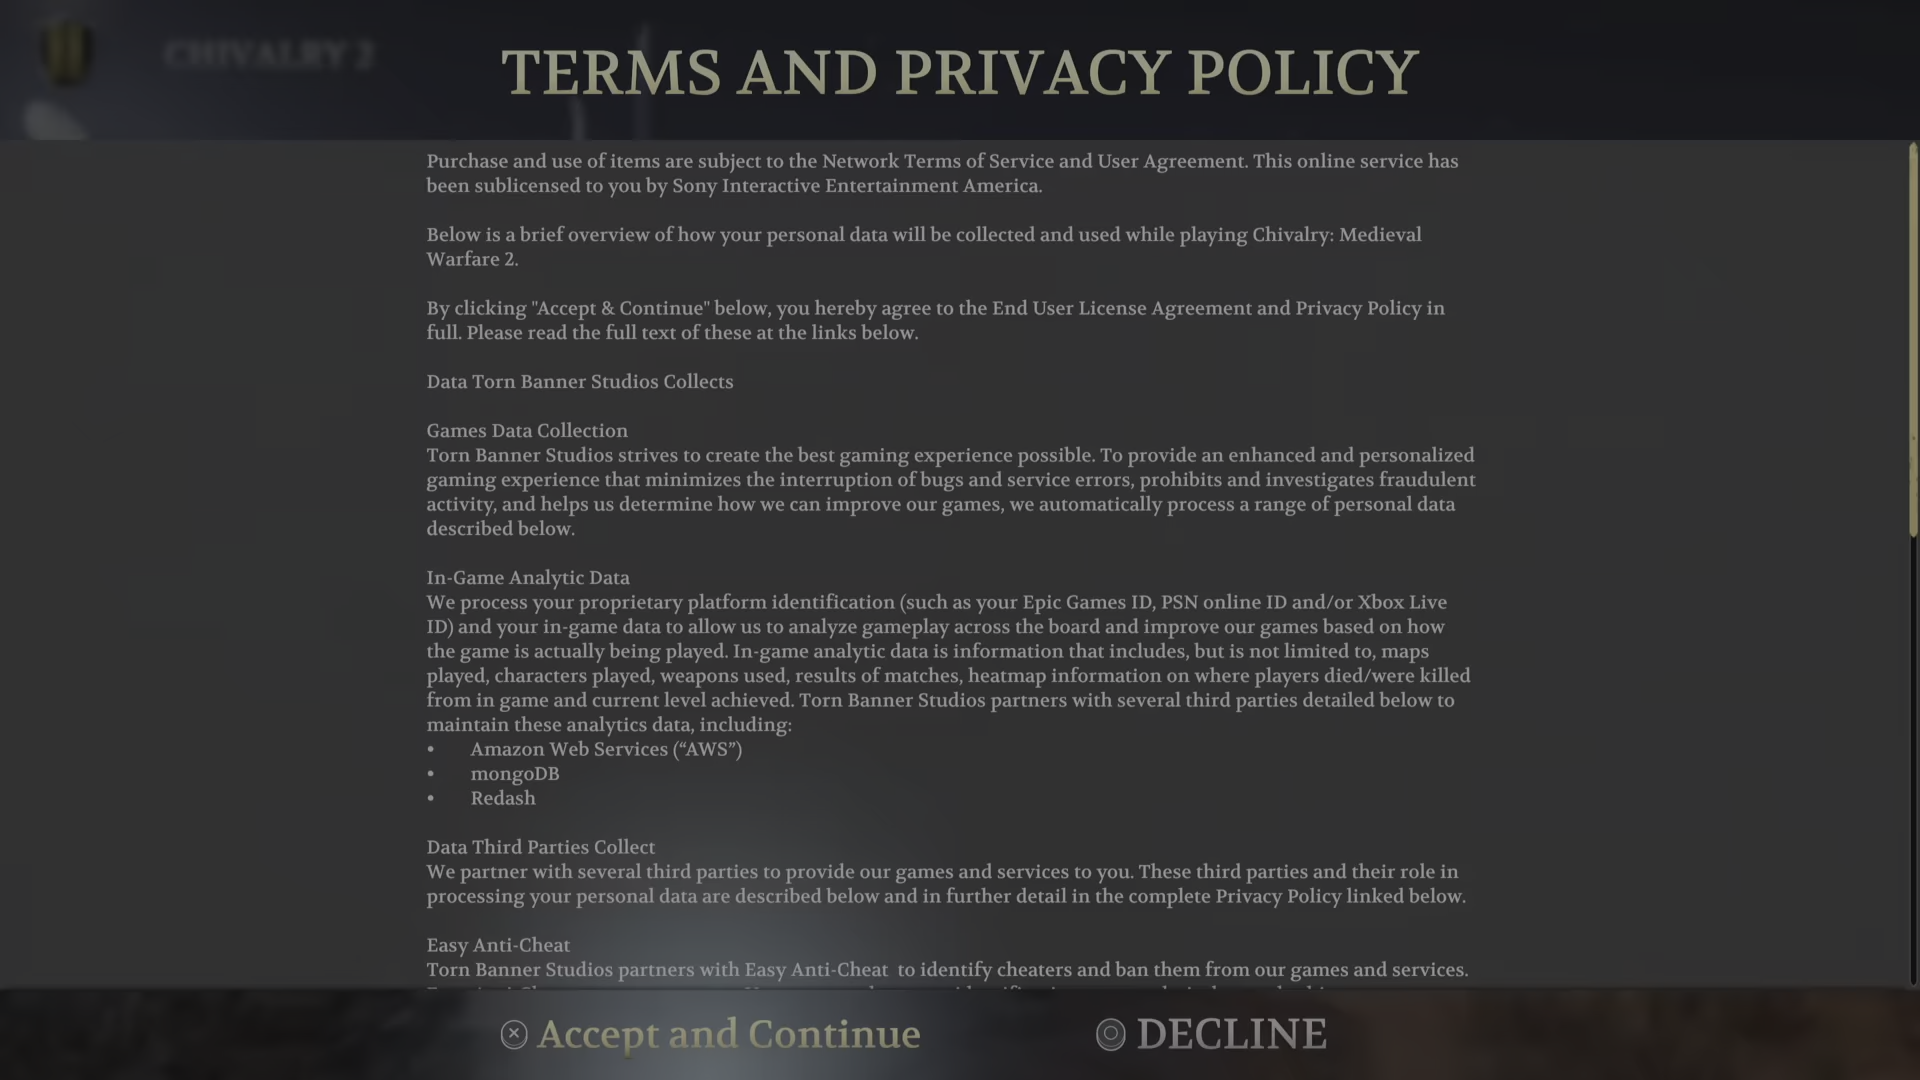 CHIVALRY 2
TERMS AND PRIVACY POLICY
Purchase and use of items are subject to the Network Terms of Service and User Agreement. This online service has
been sublicensed to you by Sony Interactive Entertainment America.
Below is a brief overview of how your personal data will be collected and used while playing Chivalry: Medieval
Warfare 2.
By clicking "Accept & Continue" below, you hereby agree to the End User License Agreement and Privacy Policy in
full. Please read the full text of these at the links below.
Data Torn Banner Studios Collects
Games Data Collection
Torn Banner Studios strives to create the best gaming experience possible. To provide an enhanced and personalized
gaming experience that minimizes the interruption of bugs and service errors, prohibits and investigates fraudulent
activity, and helps us determine how we can improve our games, we automatically process a range of personal data
described below.
In-Game Analytic Data
We process your proprietary platform identification (such as your Epic Games ID, PSN online ID and/or Xbox Live
ID) and your in-game data to allow us to analyze gameplay across the board and improve our games based on how
the game is actually being played. In-game analytic data is information that includes, but is not limited to, maps
played, characters played, weapons used, results of matches, heatmap information on where players died/were killed
from in game and current level achieved. Torn Banner Studios partners with several third parties detailed below to
maintain these analytics data, including:
• Amazon Web Services (“AWS”)
• mongoDB
• Redash
Data Third Parties Collect
We partner with several third parties to provide our games and services to you. These third parties and their role in
processing your personal data are described below and in further detail in the complete Privacy Policy linked below.
Easy Anti-Cheat
Torn Banner Studios partners with Easy Anti-Cheat to identify cheaters and ban them from our games and services.
Accept and Continue
DECLINE